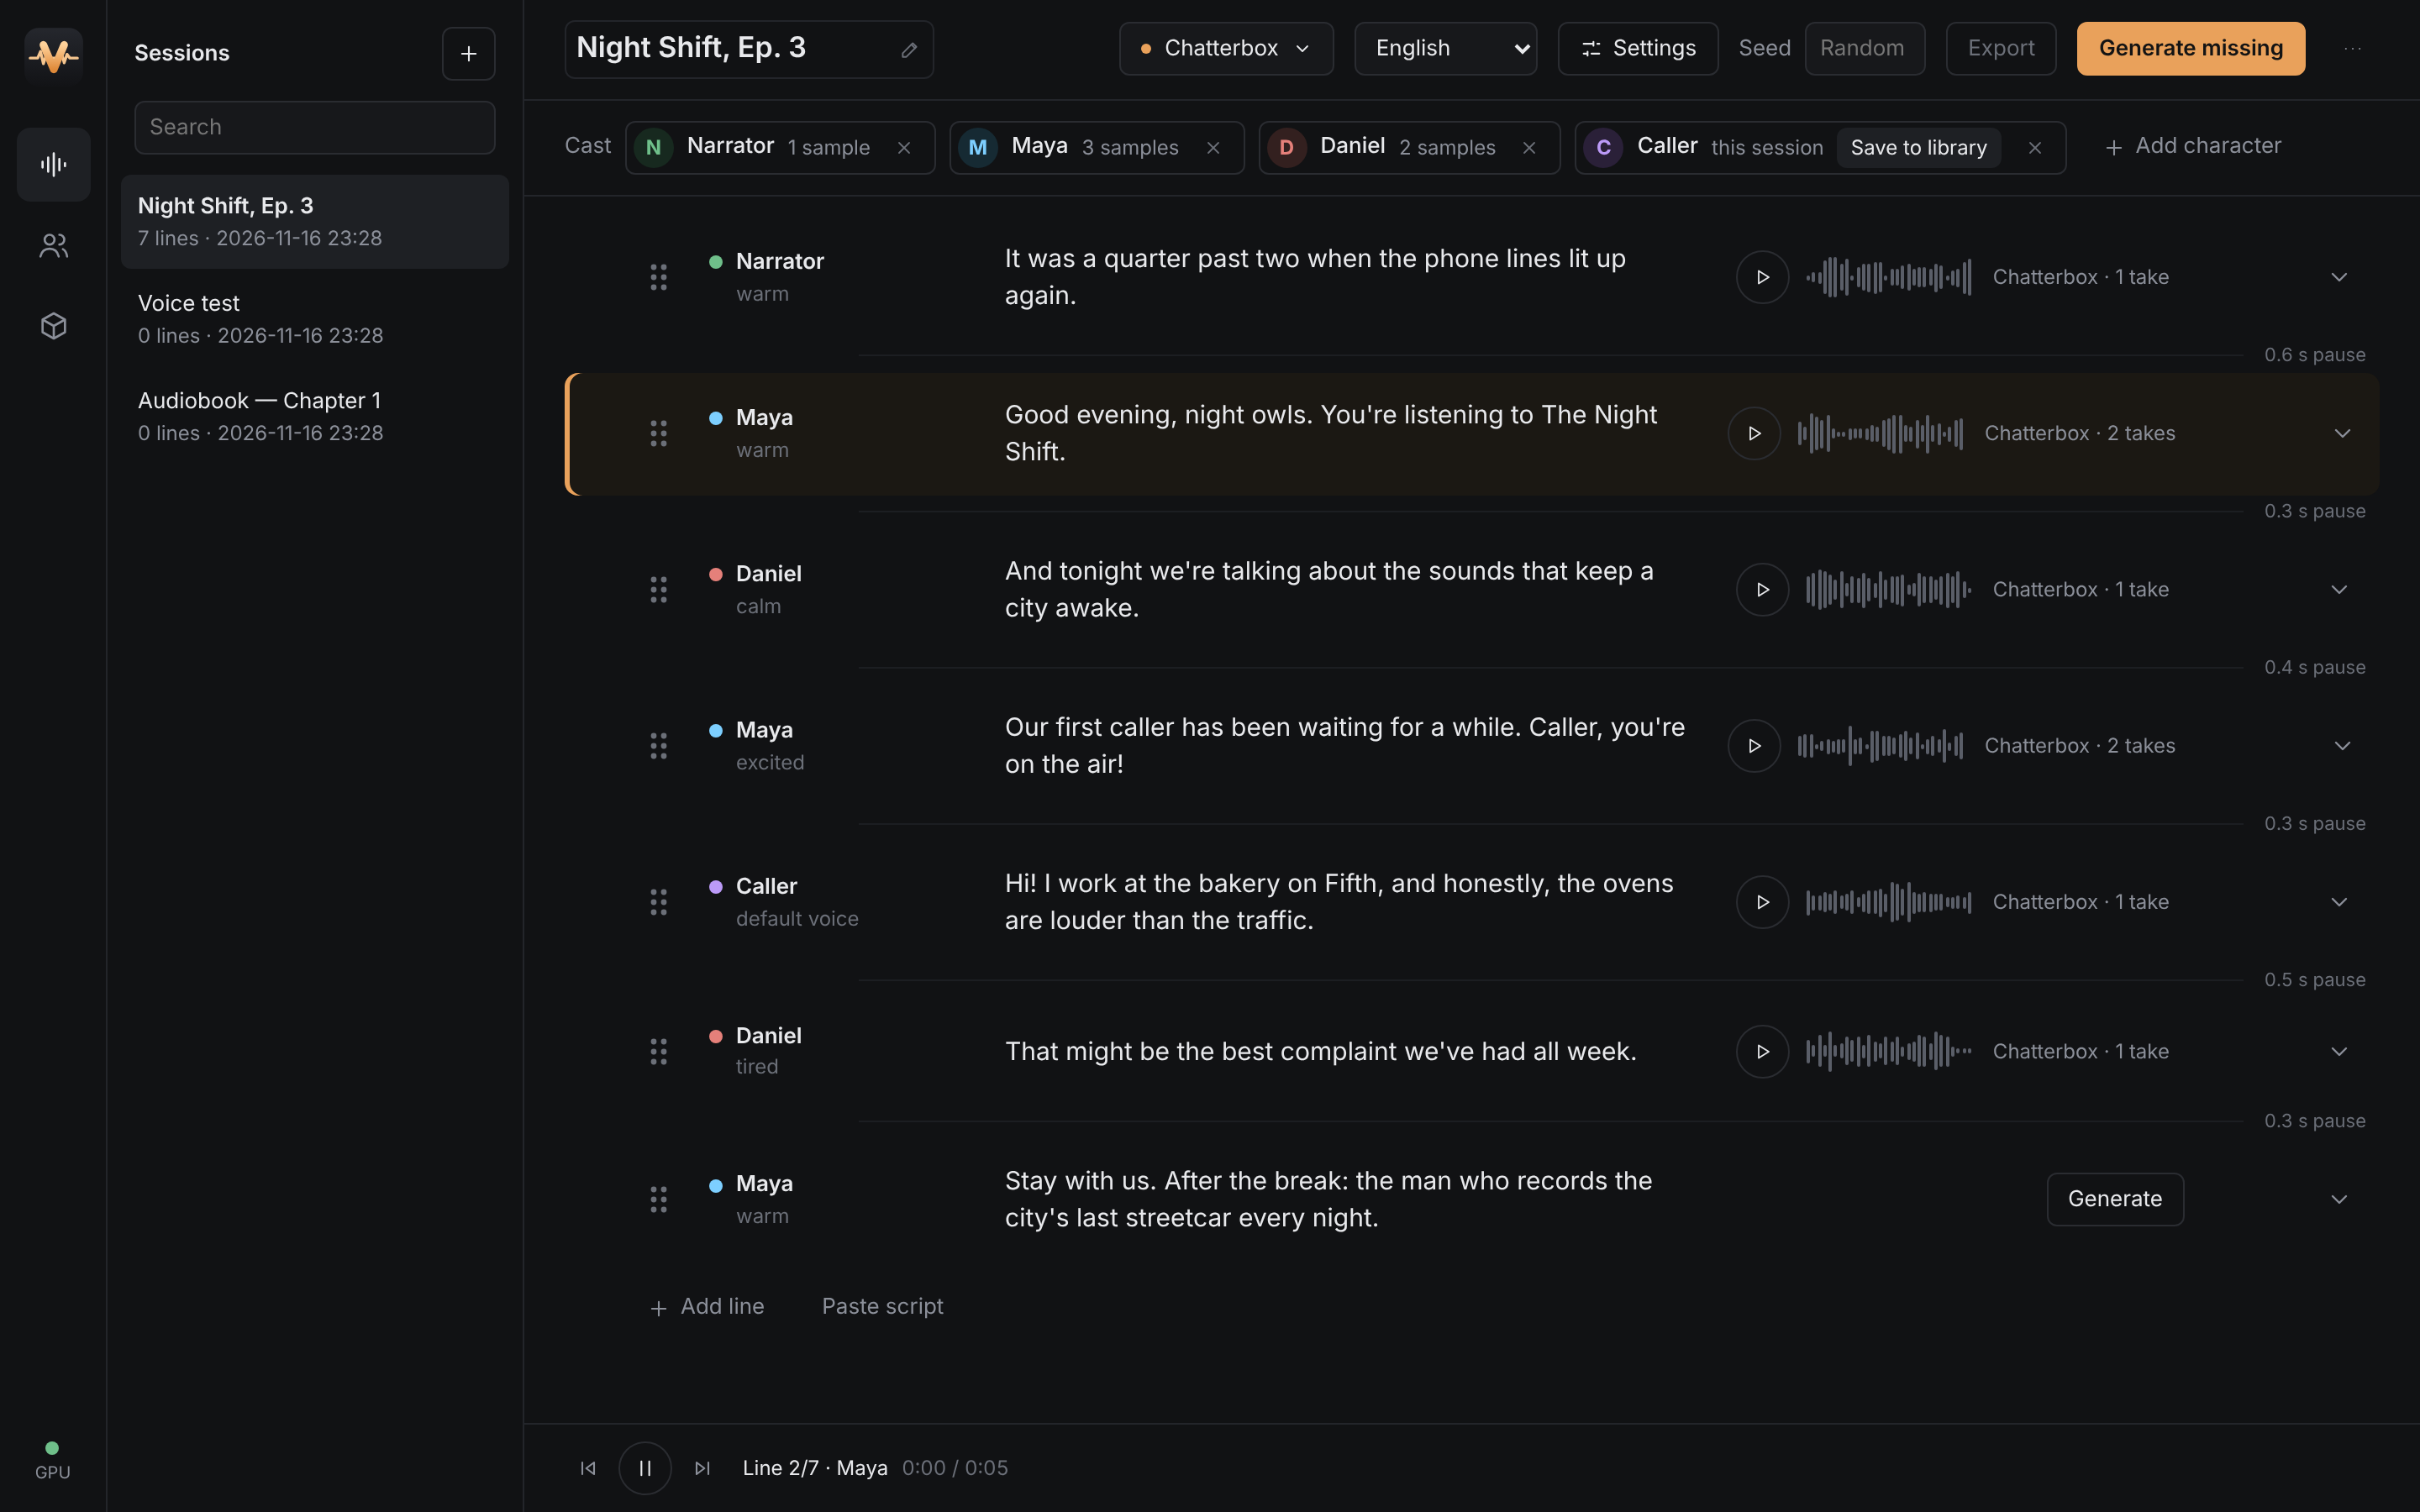 Sessions
Search
Night Shift, Ep. 3
7 lines · 2026-11-16 23:28
Voice test
0 lines · 2026-11-16 23:28
Audiobook — Chapter 1
0 lines · 2026-11-16 23:28
GPU
Night Shift, Ep. 3
Chatterbox
English
Settings
Seed
Random
Export
Generate missing
Cast
N Narrator 1 sample
M Maya 3 samples
D Daniel 2 samples
C Caller this session Save to library
Add character
Narrator
warm
It was a quarter past two when the phone lines lit up
again.
Chatterbox · 1 take
0.6 s pause
Maya
warm
Good evening, night owls. You're listening to The Night
Shift.
Chatterbox · 2 takes
0.3 s pause
Daniel
calm
And tonight we're talking about the sounds that keep a
city awake.
Chatterbox · 1 take
0.4 s pause
Maya
excited
Our first caller has been waiting for a while. Caller, you're
on the air!
Chatterbox · 2 takes
0.3 s pause
Caller
default voice
Hi! I work at the bakery on Fifth, and honestly, the ovens
are louder than the traffic.
Chatterbox · 1 take
0.5 s pause
Daniel
tired
That might be the best complaint we've had all week.
Chatterbox · 1 take
0.3 s pause
Maya
warm
Stay with us. After the break: the man who records the
city's last streetcar every night.
Generate
Add line
Paste script
Line 2/7 · Maya 0:00 / 0:05